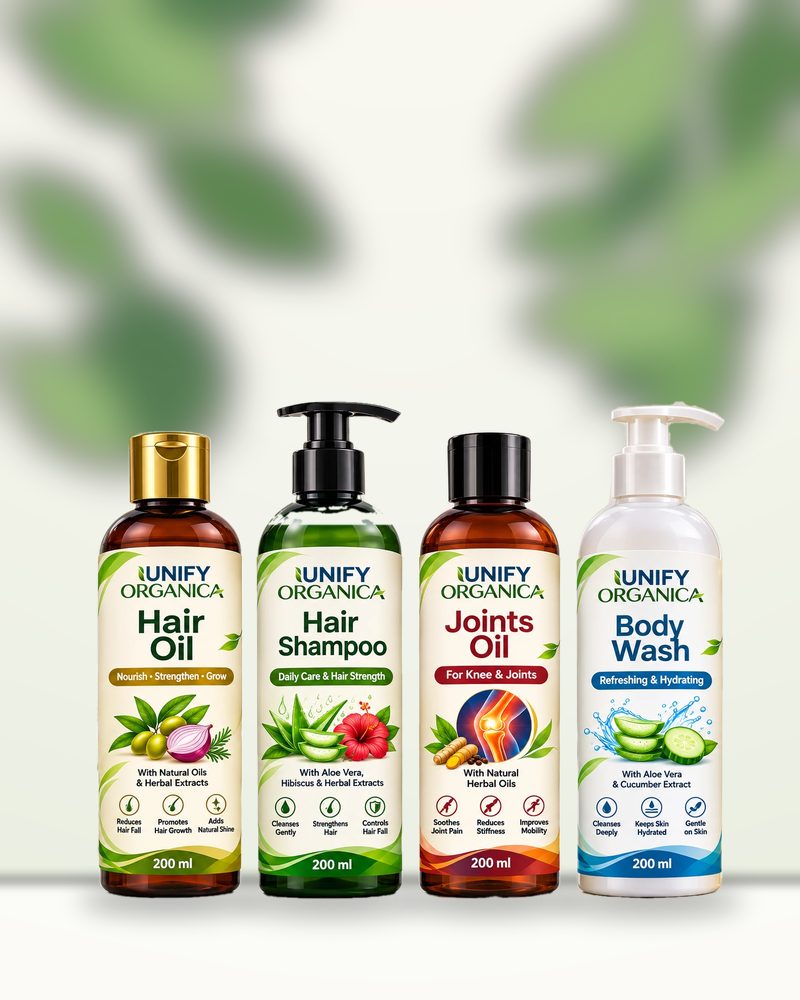 UNIFY
ORGANICA
Hair
Oil
Nourish • Strengthen • Grow
With Natural Oils
& Herbal Extracts
Reduces
Hair Fall
Promotes
Hair Growth
Adds
Natural Shine
200 ml
UNIFY
ORGANICA
Hair
Shampoo
Daily Care & Hair Strength
With Aloe Vera,
Hibiscus & Herbal Extracts
Cleanses
Gently
Strengthens
Hair
Controls
Hair Fall
200 ml
UNIFY
ORGANICA
Joints
Oil
For Knee & Joints
With Natural
Herbal Oils
Soothes
Joint Pain
Reduces
Stiffness
Improves
Mobility
200 ml
UNIFY
ORGANICA
Body
Wash
Refreshing & Hydrating
With Aloe Vera
& Cucumber Extract
Cleanses
Deeply
Keeps Skin
Hydrated
Gentle
on Skin
200 ml